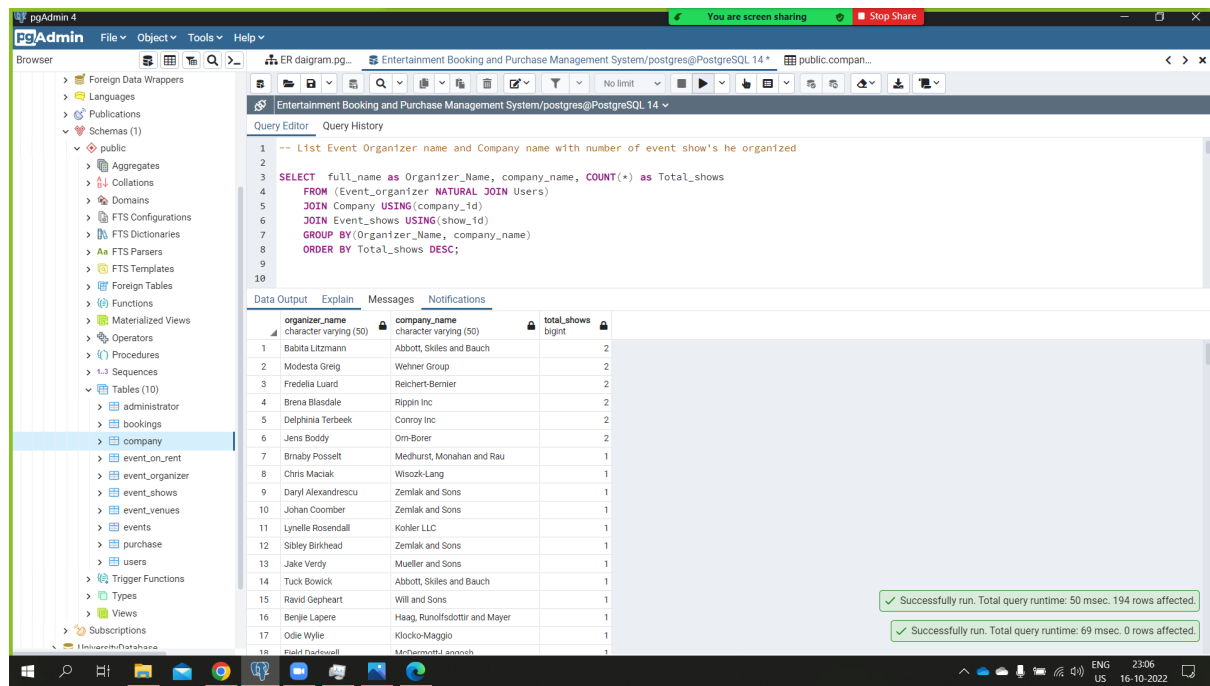 pgAdmin 4
You are screen sharing
Stop Share
PgAdmin File Object Tools Help
Browser
ER daigram.pg...
Entertainment Booking and Purchase Management System/postgres@PostgreSQL 14 *
public.compan...
No limit
Entertainment Booking and Purchase Management System/postgres@PostgreSQL 14
Query Editor Query History
Foreign Data Wrappers
Languages
Publications
Schemas (1)
public
Aggregates
Collations
Domains
FTS Configurations
FTS Dictionaries
FTS Parsers
FTS Templates
Foreign Tables
Functions
Materialized Views
Operators
Procedures
1..3 Sequences
Tables (10)
administrator
bookings
company
event_on_rent
event_organizer
event_shows
event_venues
events
purchase
users
Trigger Functions
Types
Views
Subscriptions
UniversityDatabase
1 -- List Event Organizer name and Company name with number of event show's he organized
2
3 SELECT full_name as Organizer_Name, company_name, COUNT(*) as Total_shows
4 FROM (Event_organizer NATURAL JOIN Users)
5 JOIN Company USING(company_id)
6 JOIN Event_shows USING(show_id)
7 GROUP BY(Organizer_Name, company_name)
8 ORDER BY Total_shows DESC;
9
10
Data Output Explain Messages Notifications
organizer_name company_name total_shows
character varying (50) character varying (50) bigint
1 Babita Litzmann Abbott, Skiles and Bauch 2
2 Modesta Greig Wehner Group 2
3 Fredelia Luard Reichert-Bernier 2
4 Brena Blasdale Rippin Inc 2
5 Delphinia Terbeek Conroy Inc 2
6 Jens Boddy Orn-Borer 2
7 Brnaby Posselt Medhurst, Monahan and Rau 1
8 Chris Maciak Wisozk-Lang 1
9 Daryl Alexandrescu Zemlak and Sons 1
10 Johan Coomber Zemlak and Sons 1
11 Lynelle Rosendall Kohler LLC 1
12 Sibley Birkhead Zemlak and Sons 1
13 Jake Verdy Mueller and Sons 1
14 Tuck Bowick Abbott, Skiles and Bauch 1
15 Ravid Gepheart Will and Sons 1
16 Benjie Lapere Haag, Runolfsdottir and Mayer 1
17 Odie Wylie Klocko-Maggio 1
18 Field Dadswell McDermott-Langosh 1
Successfully run. Total query runtime: 50 msec. 194 rows affected.
Successfully run. Total query runtime: 69 msec. 0 rows affected.
ENG
US
23:06
16-10-2022